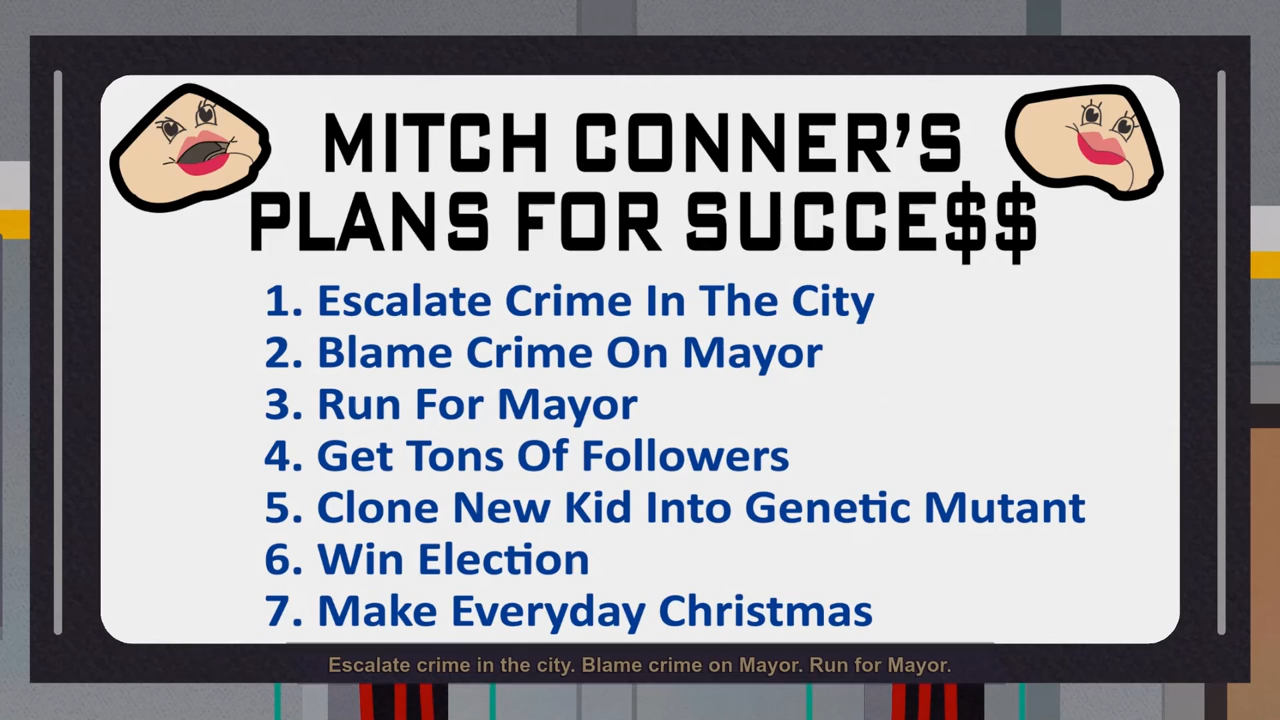 MITCH CONNER'S
PLANS FOR SUCCE$$
1. Escalate Crime In The City
2. Blame Crime On Mayor
3. Run For Mayor
4. Get Tons Of Followers
5. Clone New Kid Into Genetic Mutant
6. Win Election
7. Make Everyday Christmas
Escalate crime in the city. Blame crime on Mayor. Run for Mayor.